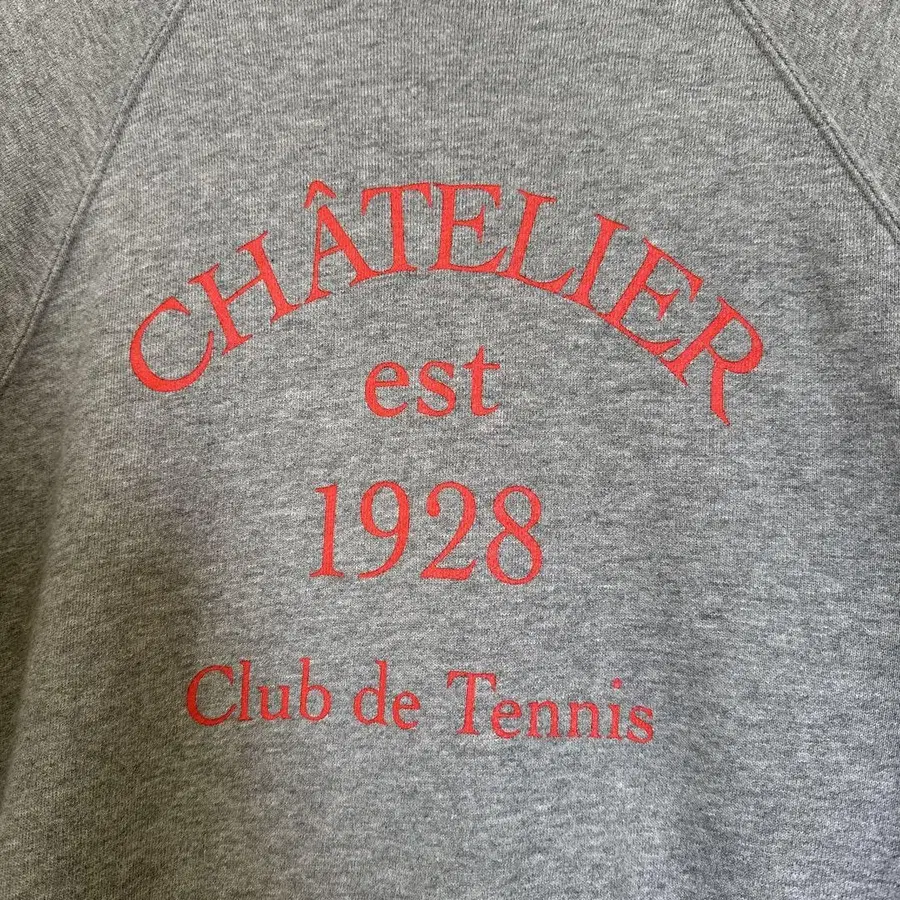 CHÂTELIER
est
1928
Club de Tennis